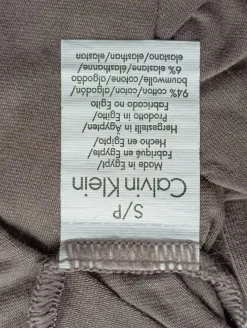 S/P
Calvin Klein
Made in Egypt/
Fabriqué en Egypte/
Hecho en Egipto/
Hergestellt in Ägypten/
Prodotto in Egitto/
Fabricado no Egito
94% cotton/coton/algodón/
baumwolle/cotone/algodão
6% elastane/élasthanne/
elastano/elasthan/elastan